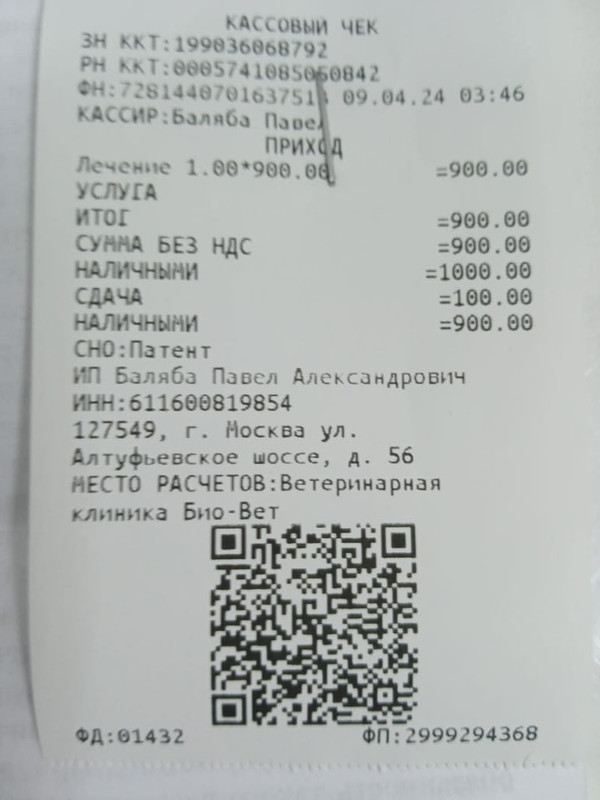 КАССОВЫЙ ЧЕК
ЗН ККТ:199036068792
РН ККТ:0005741085050842
09.04.24 03:46
КАССИР:Баляба Павел
ПРИХОД
Лечение 1.00*900.00 =900.00
УСЛУГА
ИТОГ =900.00
СУММА БЕЗ НДС =900.00
НАЛИЧНЫМИ =1000.00
СДАЧА =100.00
НАЛИЧНЫМИ =900.00
СНО:Патент
ИП Баляба Павел Александрович
ИНН:611600819854
127549, г. Москва ул.
Алтуфьевское шоссе, д. 56
МЕСТО РАСЧЕТОВ:Ветеринарная
клиника Био-Вет
ФД:01432 ФП:2999294368